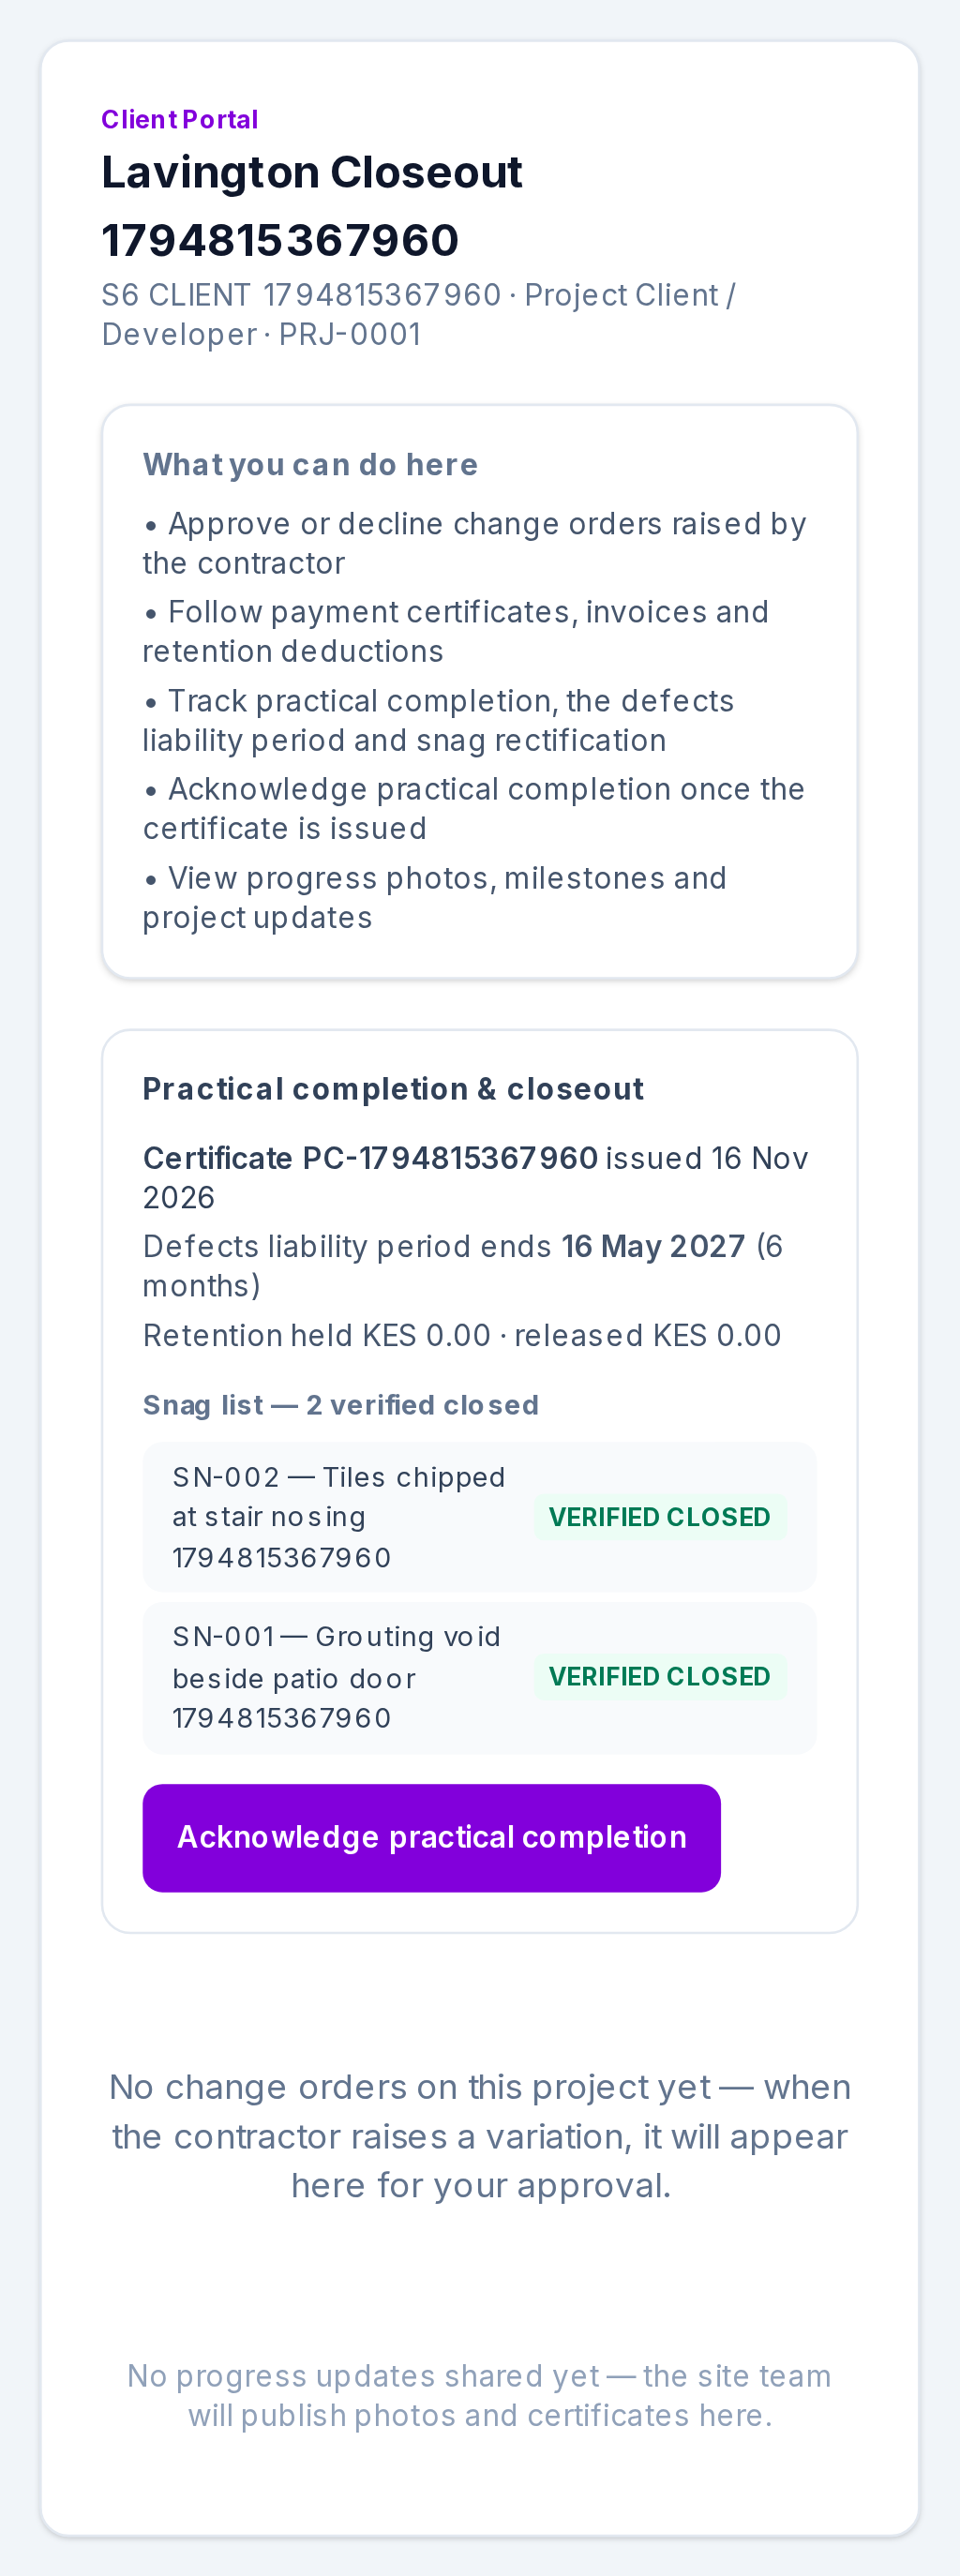 Client Portal
Lavington Closeout
1794815367960
S6 CLIENT 1794815367960 · Project Client /
Developer · PRJ-0001
What you can do here
• Approve or decline change orders raised by
the contractor
• Follow payment certificates, invoices and
retention deductions
• Track practical completion, the defects
liability period and snag rectification
• Acknowledge practical completion once the
certificate is issued
• View progress photos, milestones and
project updates
Practical completion & closeout
Certificate PC-1794815367960 issued 16 Nov
2026
Defects liability period ends 16 May 2027 (6
months)
Retention held KES 0.00 · released KES 0.00
Snag list — 2 verified closed
SN-002 — Tiles chipped
at stair nosing
1794815367960
VERIFIED CLOSED
SN-001 — Grouting void
beside patio door
1794815367960
VERIFIED CLOSED
Acknowledge practical completion
No change orders on this project yet — when
the contractor raises a variation, it will appear
here for your approval.
No progress updates shared yet — the site team
will publish photos and certificates here.